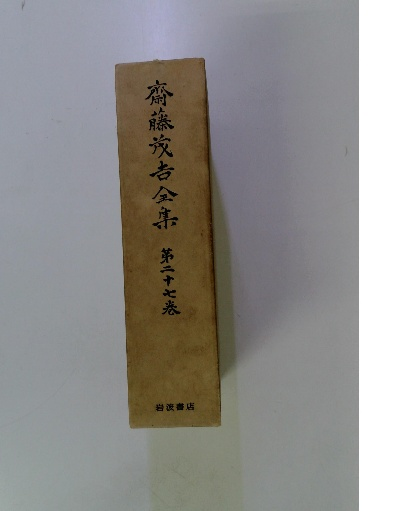 齋藤茂吉全集
第二十七巻
岩波書店